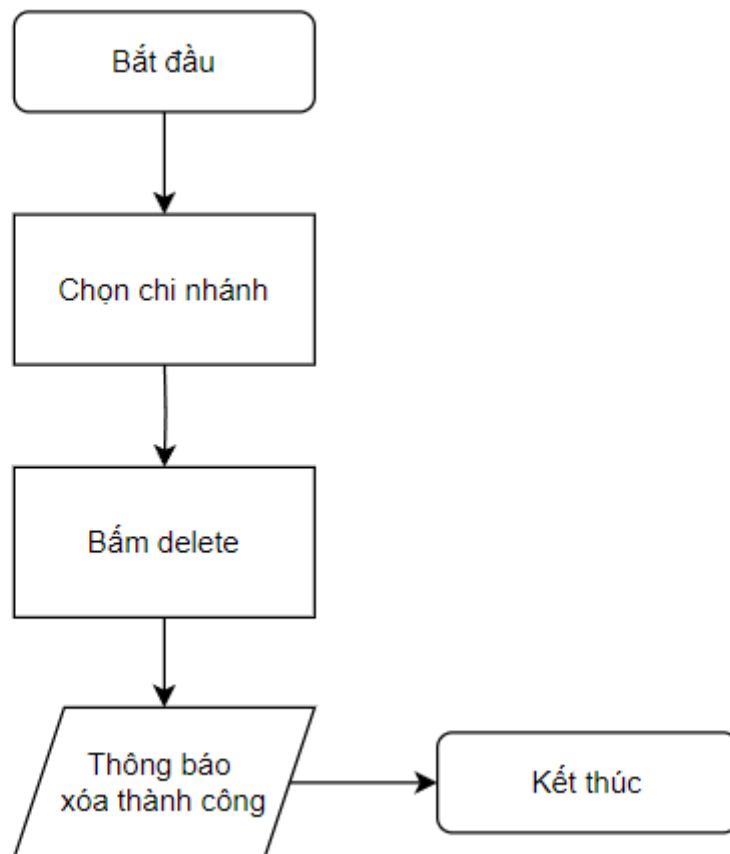 Bắt đầu
Chọn chi nhánh
Bấm delete
Thông báo
xóa thành công
Kết thúc